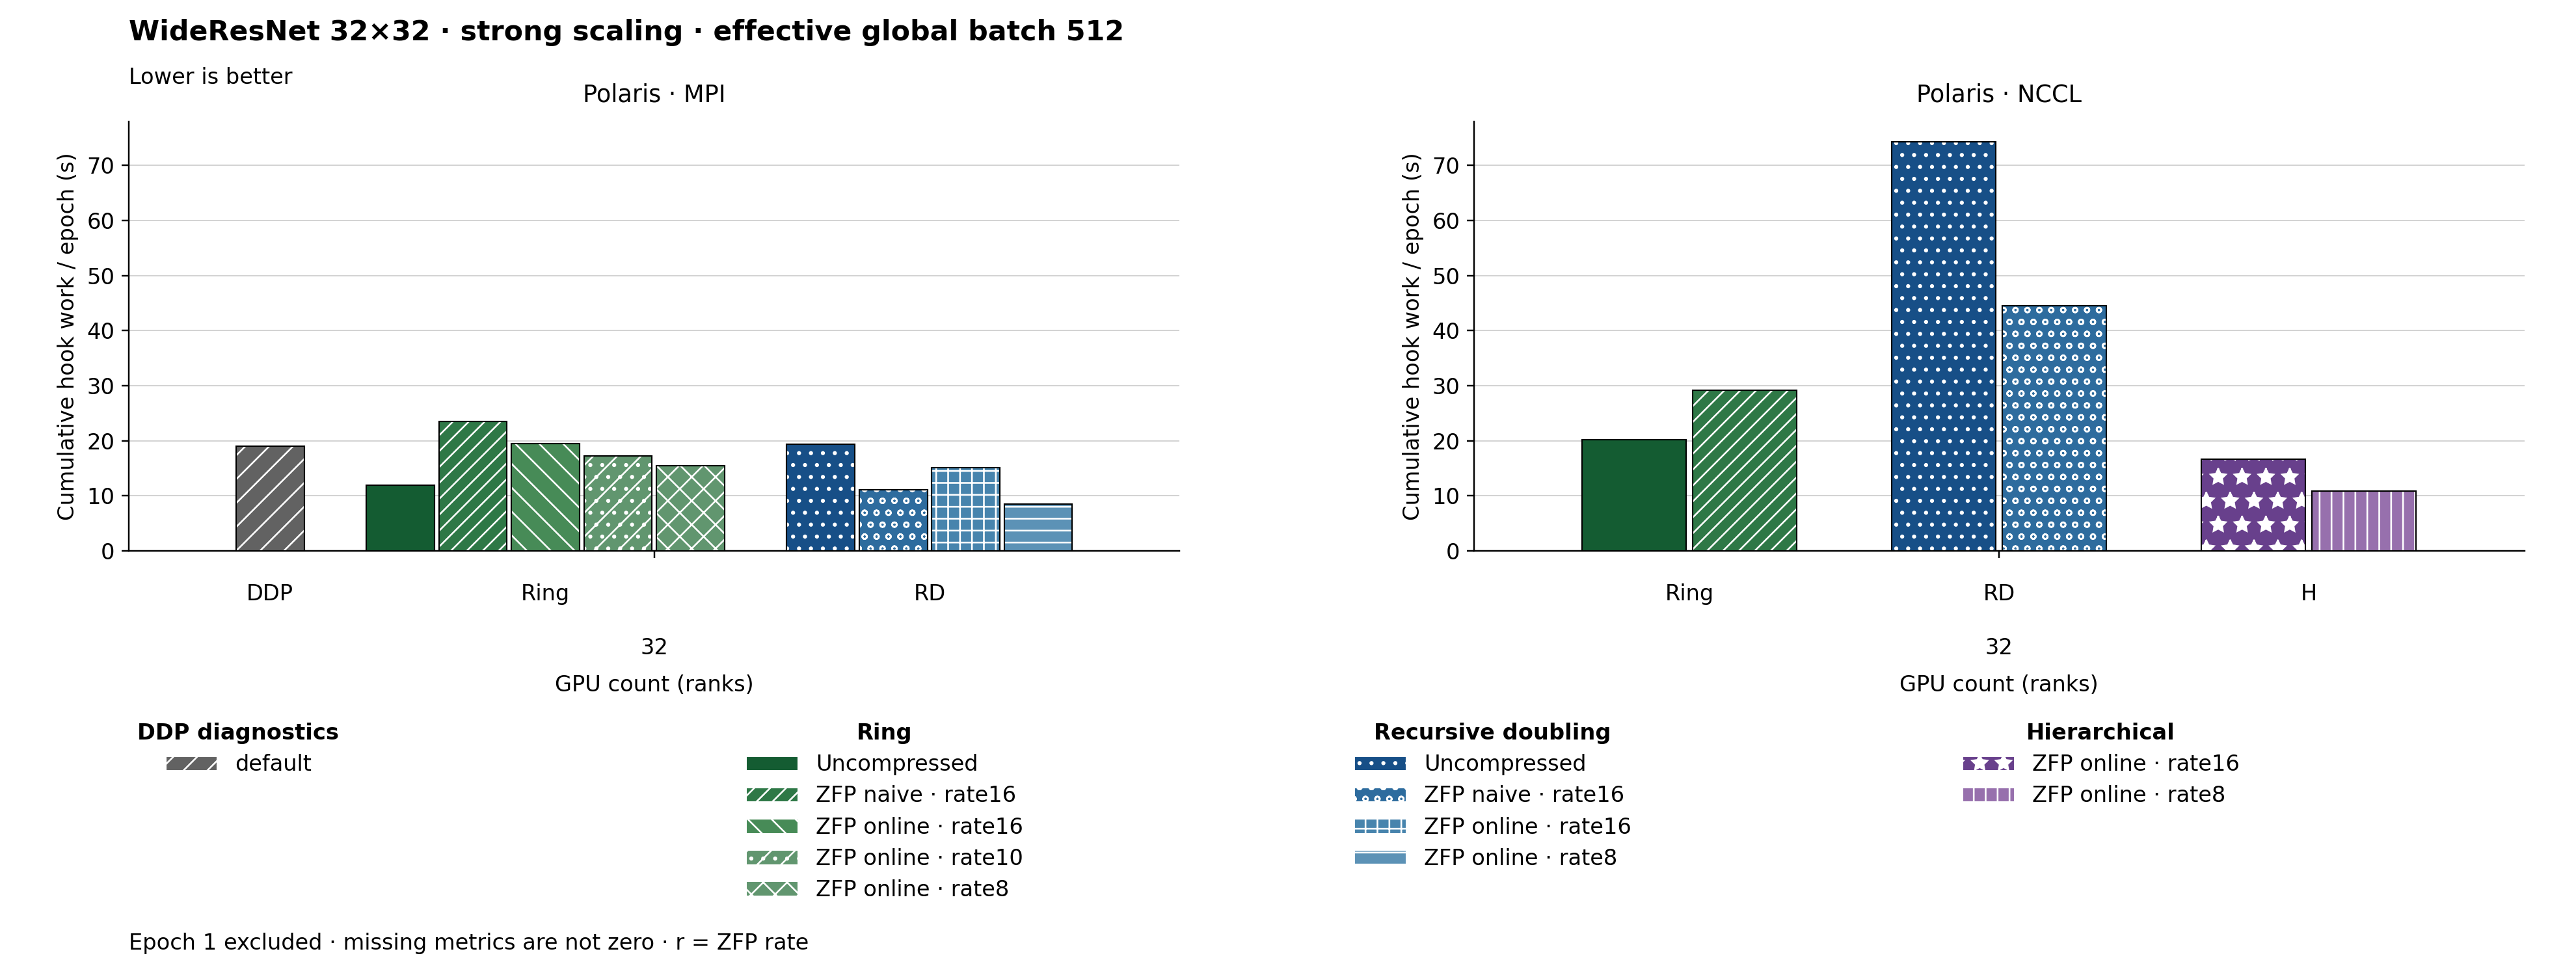 WideResNet 32×32 · strong scaling · effective global batch 512
Lower is better
Polaris · MPI
Cumulative hook work / epoch (s)
70
60
50
40
30
20
10
0
DDP Ring RD
32
GPU count (ranks)
Polaris · NCCL
Cumulative hook work / epoch (s)
70
60
50
40
30
20
10
0
Ring RD H
32
GPU count (ranks)
DDP diagnostics
default
Ring
Uncompressed
ZFP naive · rate16
ZFP online · rate16
ZFP online · rate10
ZFP online · rate8
Recursive doubling
Uncompressed
ZFP naive · rate16
ZFP online · rate16
ZFP online · rate8
Hierarchical
ZFP online · rate16
ZFP online · rate8
Epoch 1 excluded · missing metrics are not zero · r = ZFP rate